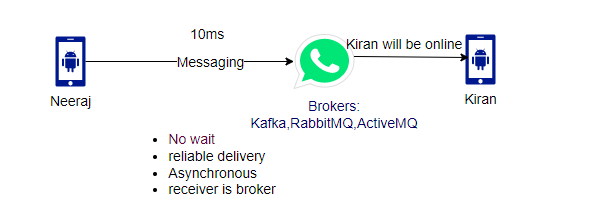 10ms
Messaging
Kiran will be online
Neeraj
Kiran
Brokers:
Kafka,RabbitMQ,ActiveMQ
No wait
reliable delivery
Asynchronous
receiver is broker